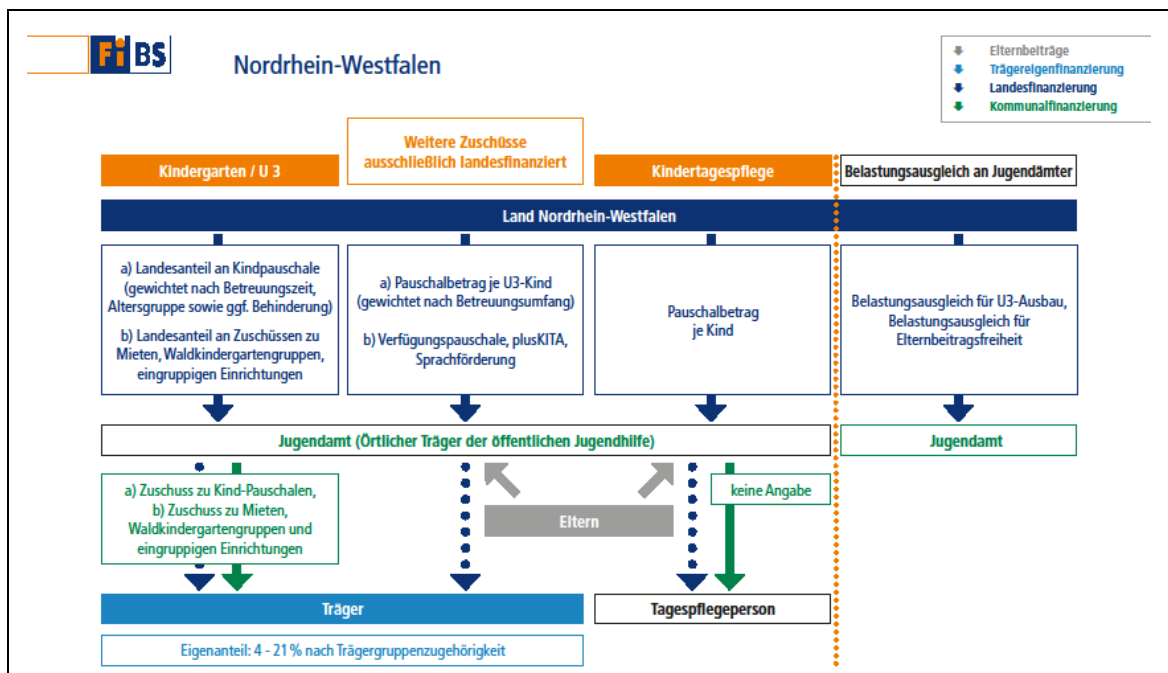 FiBS
Nordrhein-Westfalen
Elternbeiträge
Trägereigenfinanzierung
Landesfinanzierung
Kommunalfinanzierung
Kindergarten / U 3
Weitere Zuschüsse
ausschließlich landesfinanziert
Kindertagespflege
Belastungsausgleich an Jugendämter
Land Nordrhein-Westfalen
a) Landesanteil an Kindpauschale
(gewichtet nach Betreuungszeit,
Altersgruppe sowie ggf. Behinderung)
b) Landesanteil an Zuschüssen zu
Mieten, Waldkindergartengruppen,
eingruppigen Einrichtungen
a) Pauschalbetrag je U3-Kind
(gewichtet nach Betreuungsumfang)
b) Verfügungspauschale, plusKITA,
Sprachförderung
Pauschalbetrag
je Kind
Belastungsausgleich für U3-Ausbau,
Belastungsausgleich für
Elternbeitragsfreiheit
Jugendamt (Örtlicher Träger der öffentlichen Jugendhilfe)
Jugendamt
a) Zuschuss zu Kind-Pauschalen,
b) Zuschuss zu Mieten,
Waldkindergartengruppen und
eingruppigen Einrichtungen
Eltern
keine Angabe
Träger
Tagespflegeperson
Eigenanteil: 4 - 21 % nach Trägergruppenzugehörigkeit